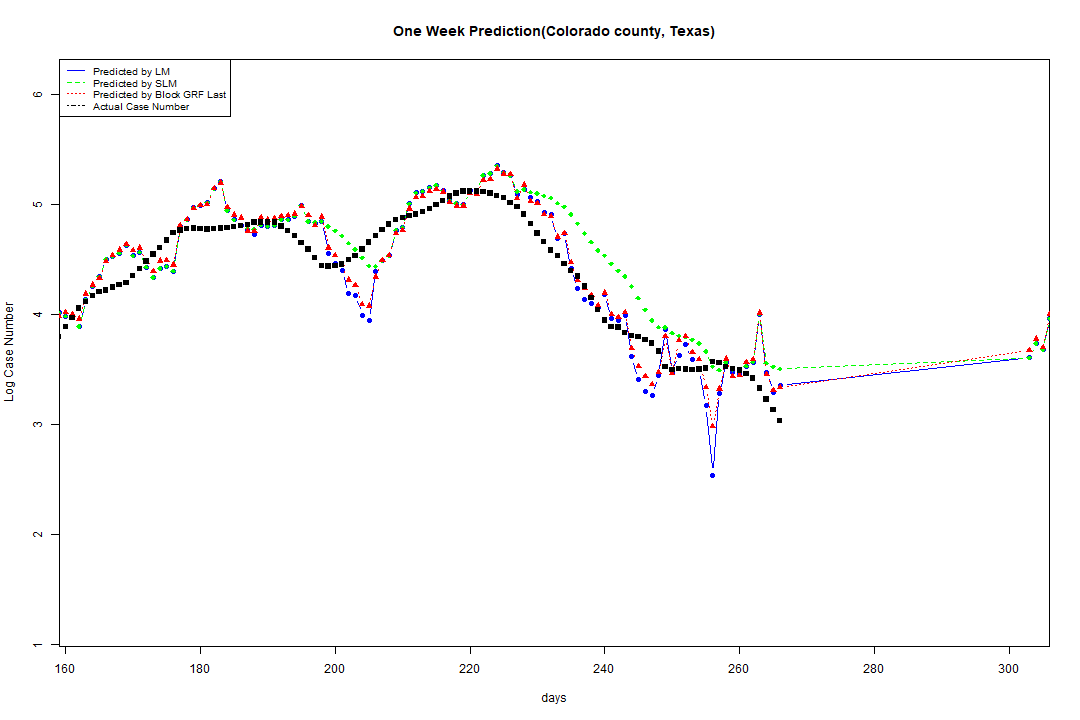 One Week Prediction(Colorado county, Texas)
Predicted by LM
Predicted by SLM
Predicted by Block GRF Last
Actual Case Number
6
5
4
3
2
1
Log Case Number
160 180 200 220 240 260 280 300
days